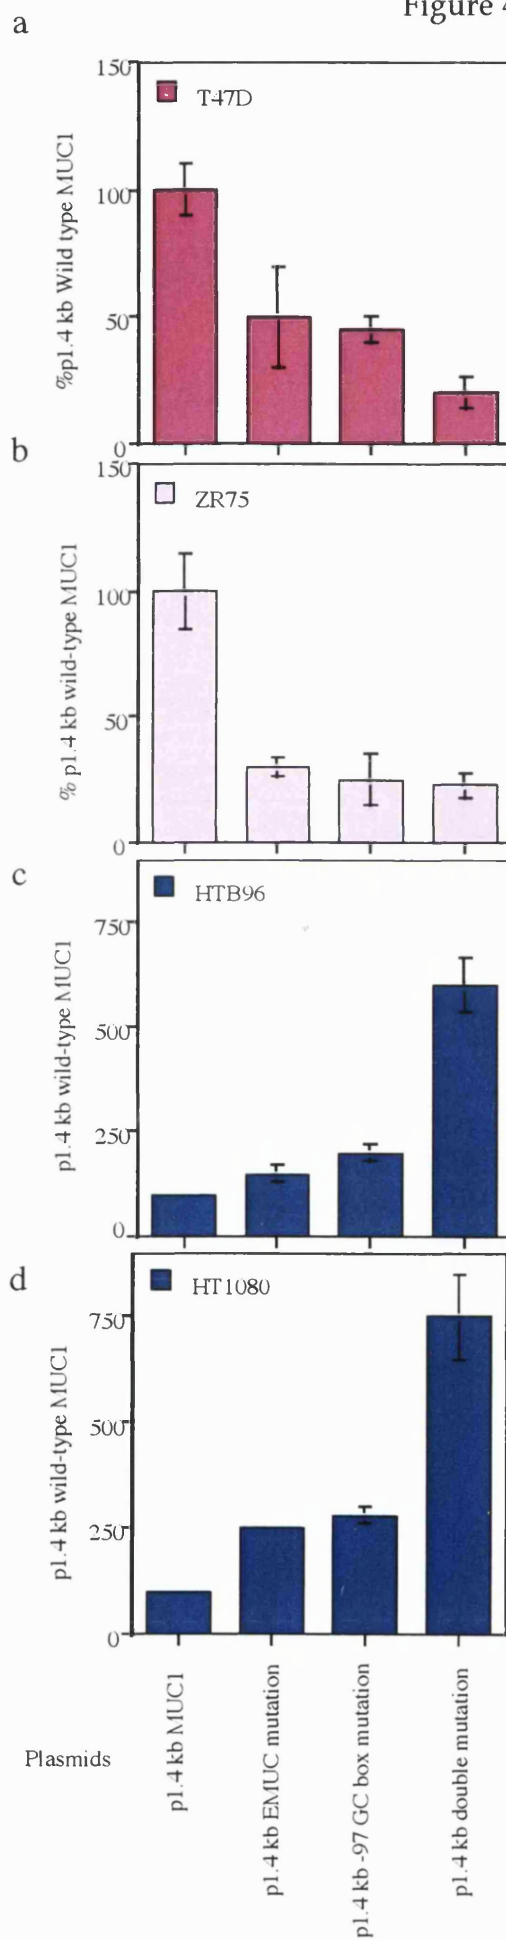 Figure 4
a
150
T47D
100
50
0
%p1.4 kb Wild type MUC1
b
150
ZR75
100
50
0
% p1.4 kb wild-type MUC1
c
HTB96
750
500
250
0
p1.4 kb wild-type MUC1
d
HT1080
750
500
250
0
p1.4 kb wild-type MUC1
Plasmids
p1.4 kb MUC1
p1.4 kb EMUC mutation
p1.4 kb -97 GC box mutation
p1.4 kb double mutation